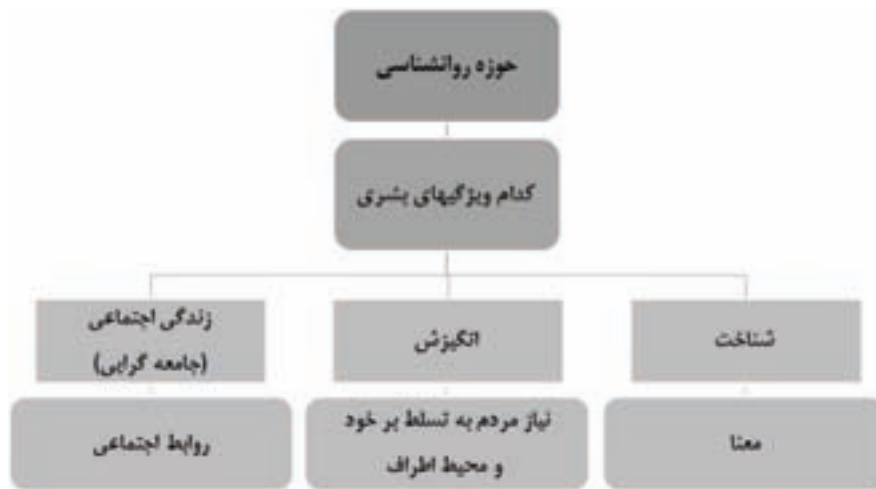 حوزه روانشناسی
کدام ویژگیهای بشری
شناخت
انگیزش
زندگی اجتماعی
(جامعه گرایی)
معنا
نیاز مردم به تسلط بر خود
و محیط اطراف
روابط اجتماعی